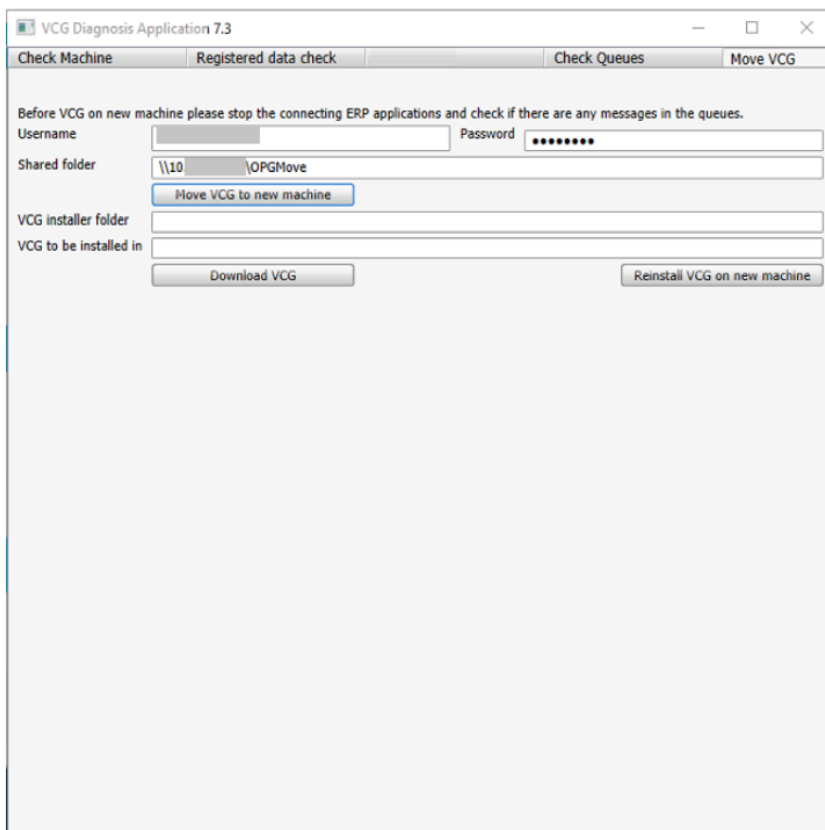 VCG Diagnosis Application 7.3
Check Machine Registered data check Check Queues Move VCG
Before VCG on new machine please stop the connecting ERP applications and check if there are any messages in the queues.
Username Password ••••••••
Shared folder \\10 \OPGMove
Move VCG to new machine
VCG installer folder
VCG to be installed in
Download VCG Reinstall VCG on new machine